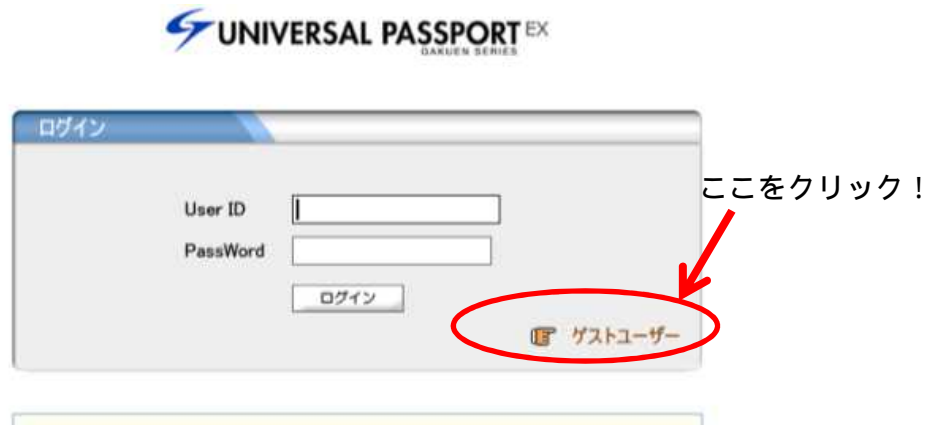 UNIVERSAL PASSPORT EX
GAKUEN SERIES
ログイン
ここをクリック！
User ID
PassWord
ログイン
ゲストユーザー